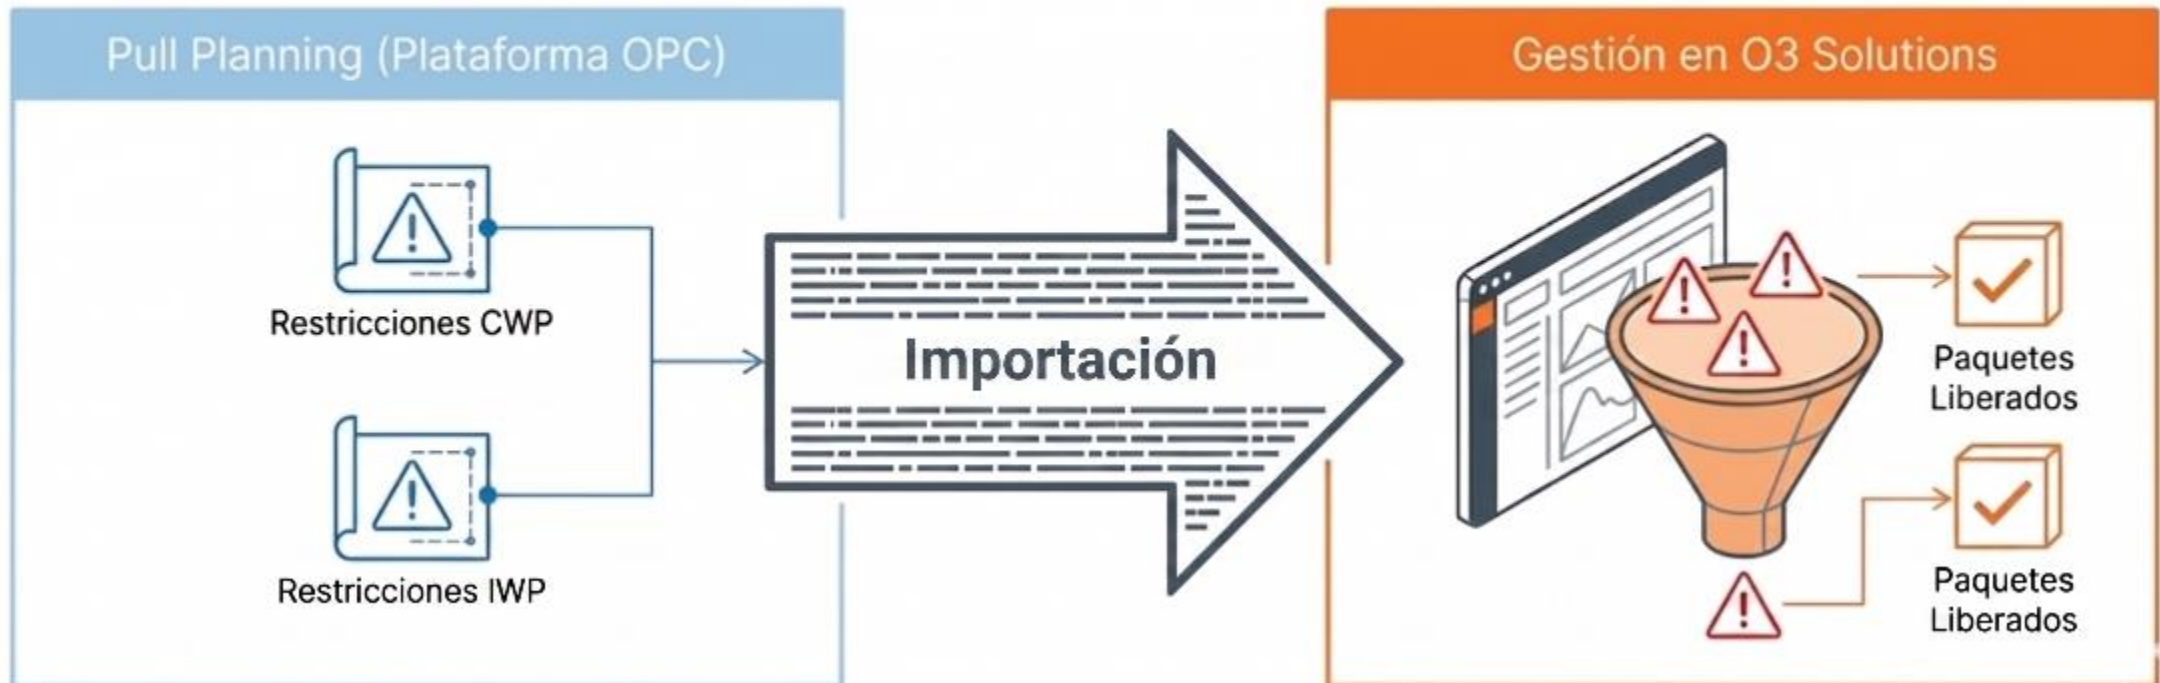 Pull Planning (Plataforma OPC)
Restricciones CWP
Restricciones IWP
Importación
Gestión en O3 Solutions
Paquetes
Liberados
Paquetes
Liberados